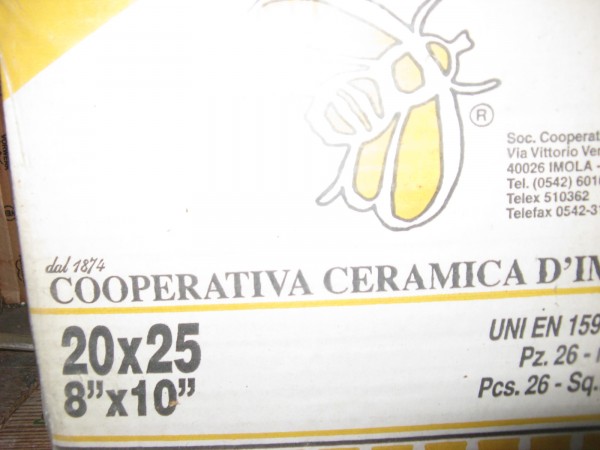 ®
Soc. Cooperat
Via Vittorio Ve
40026 IMOLA -
Tel. (0542) 601
Telex 510362
Telefax 0542-3
dal 1874
COOPERATIVA CERAMICA D'IM
20x25
8"x10"
UNI EN 159
Pz. 26 -
Pcs. 26 - Sq.